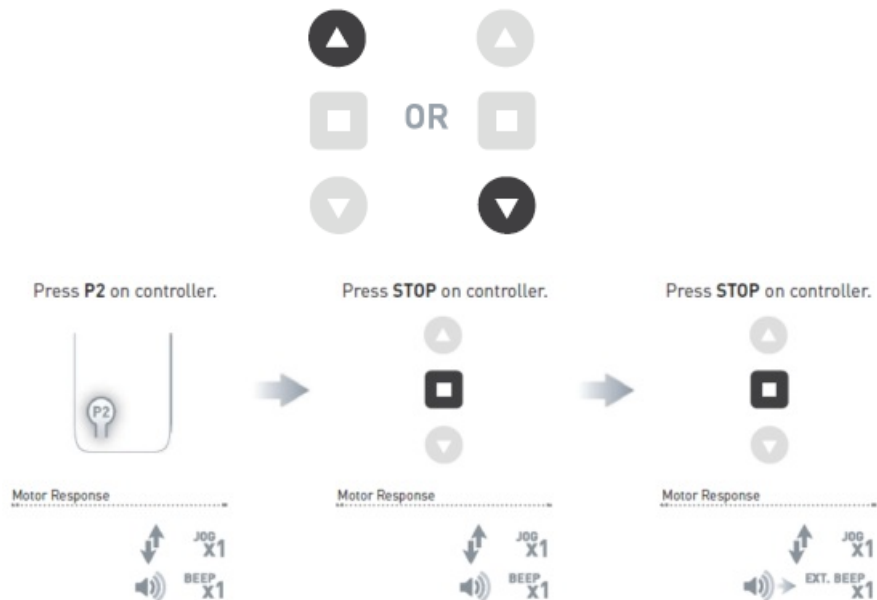 OR
Press P2 on controller.
Press STOP on controller.
Press STOP on controller.
P2
Motor Response
Motor Response
Motor Response
JOG X1
JOG X1
JOG X1
BEEP X1
BEEP X1
EXT. BEEP X1